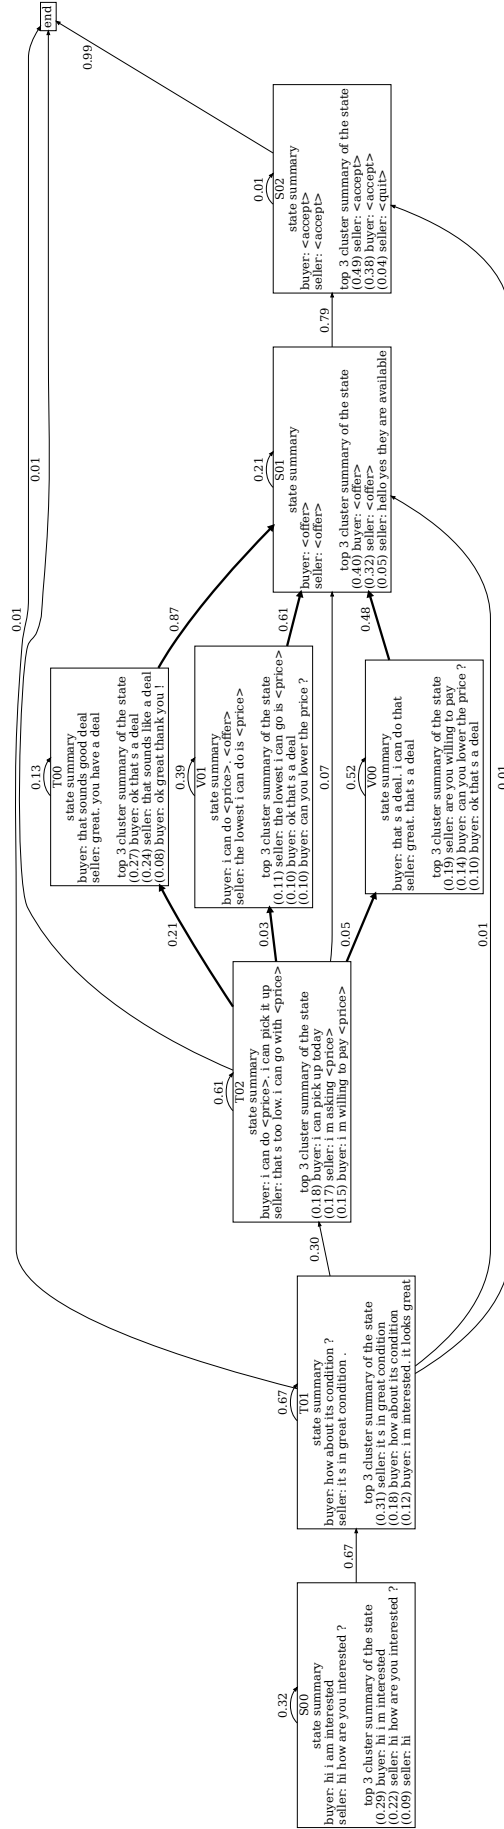 0.32
S00
state summary
buyer: hi i am interested
seller: hi how are you interested ?
top 3 cluster summary of the state
(0.29) buyer: hi i m interested
(0.22) seller: hi how are you interested ?
(0.09) seller: hi
0.67
0.67
T01
state summary
buyer: how about its condition ?
seller: it s in great condition .
top 3 cluster summary of the state
(0.31) seller: it s in great condition
(0.18) buyer: how about its condition
(0.12) buyer: i m interested. it looks great
0.30
0.61
T02
state summary
buyer: i can do <price>. i can pick it up
seller: that s too low. i can go with <price>
top 3 cluster summary of the state
(0.18) buyer: i can pick up today
(0.17) seller: i m asking <price>
(0.15) buyer: i m willing to pay <price>
0.21
0.03
0.05
0.01
0.13
T00
state summary
buyer: that sounds good deal
seller: great. you have a deal
top 3 cluster summary of the state
(0.27) buyer: ok that s a deal
(0.24) seller: that sounds like a deal
(0.08) buyer: ok great thank you !
0.39
V01
state summary
buyer: i can do <price>. <offer>
seller: the lowest i can do is <price>
top 3 cluster summary of the state
(0.11) seller: the lowest i can go is <price>
(0.10) buyer: ok that s a deal
(0.10) buyer: can you lower the price ?
0.07
0.52
V00
state summary
buyer: that s a deal. i can do that
seller: great. that s a deal
top 3 cluster summary of the state
(0.19) seller: are you willing to pay
(0.14) buyer: can you lower the price ?
(0.10) buyer: ok that s a deal
0.01
0.01
0.87
0.61
0.48
0.01
0.21
S01
state summary
buyer: <offer>
seller: <offer>
top 3 cluster summary of the state
(0.40) buyer: <offer>
(0.32) seller: <offer>
(0.05) seller: hello yes they are available
0.79
0.01
S02
state summary
buyer: <accept>
seller: <accept>
top 3 cluster summary of the state
(0.49) seller: <accept>
(0.38) buyer: <accept>
(0.04) seller: <quit>
0.99
end